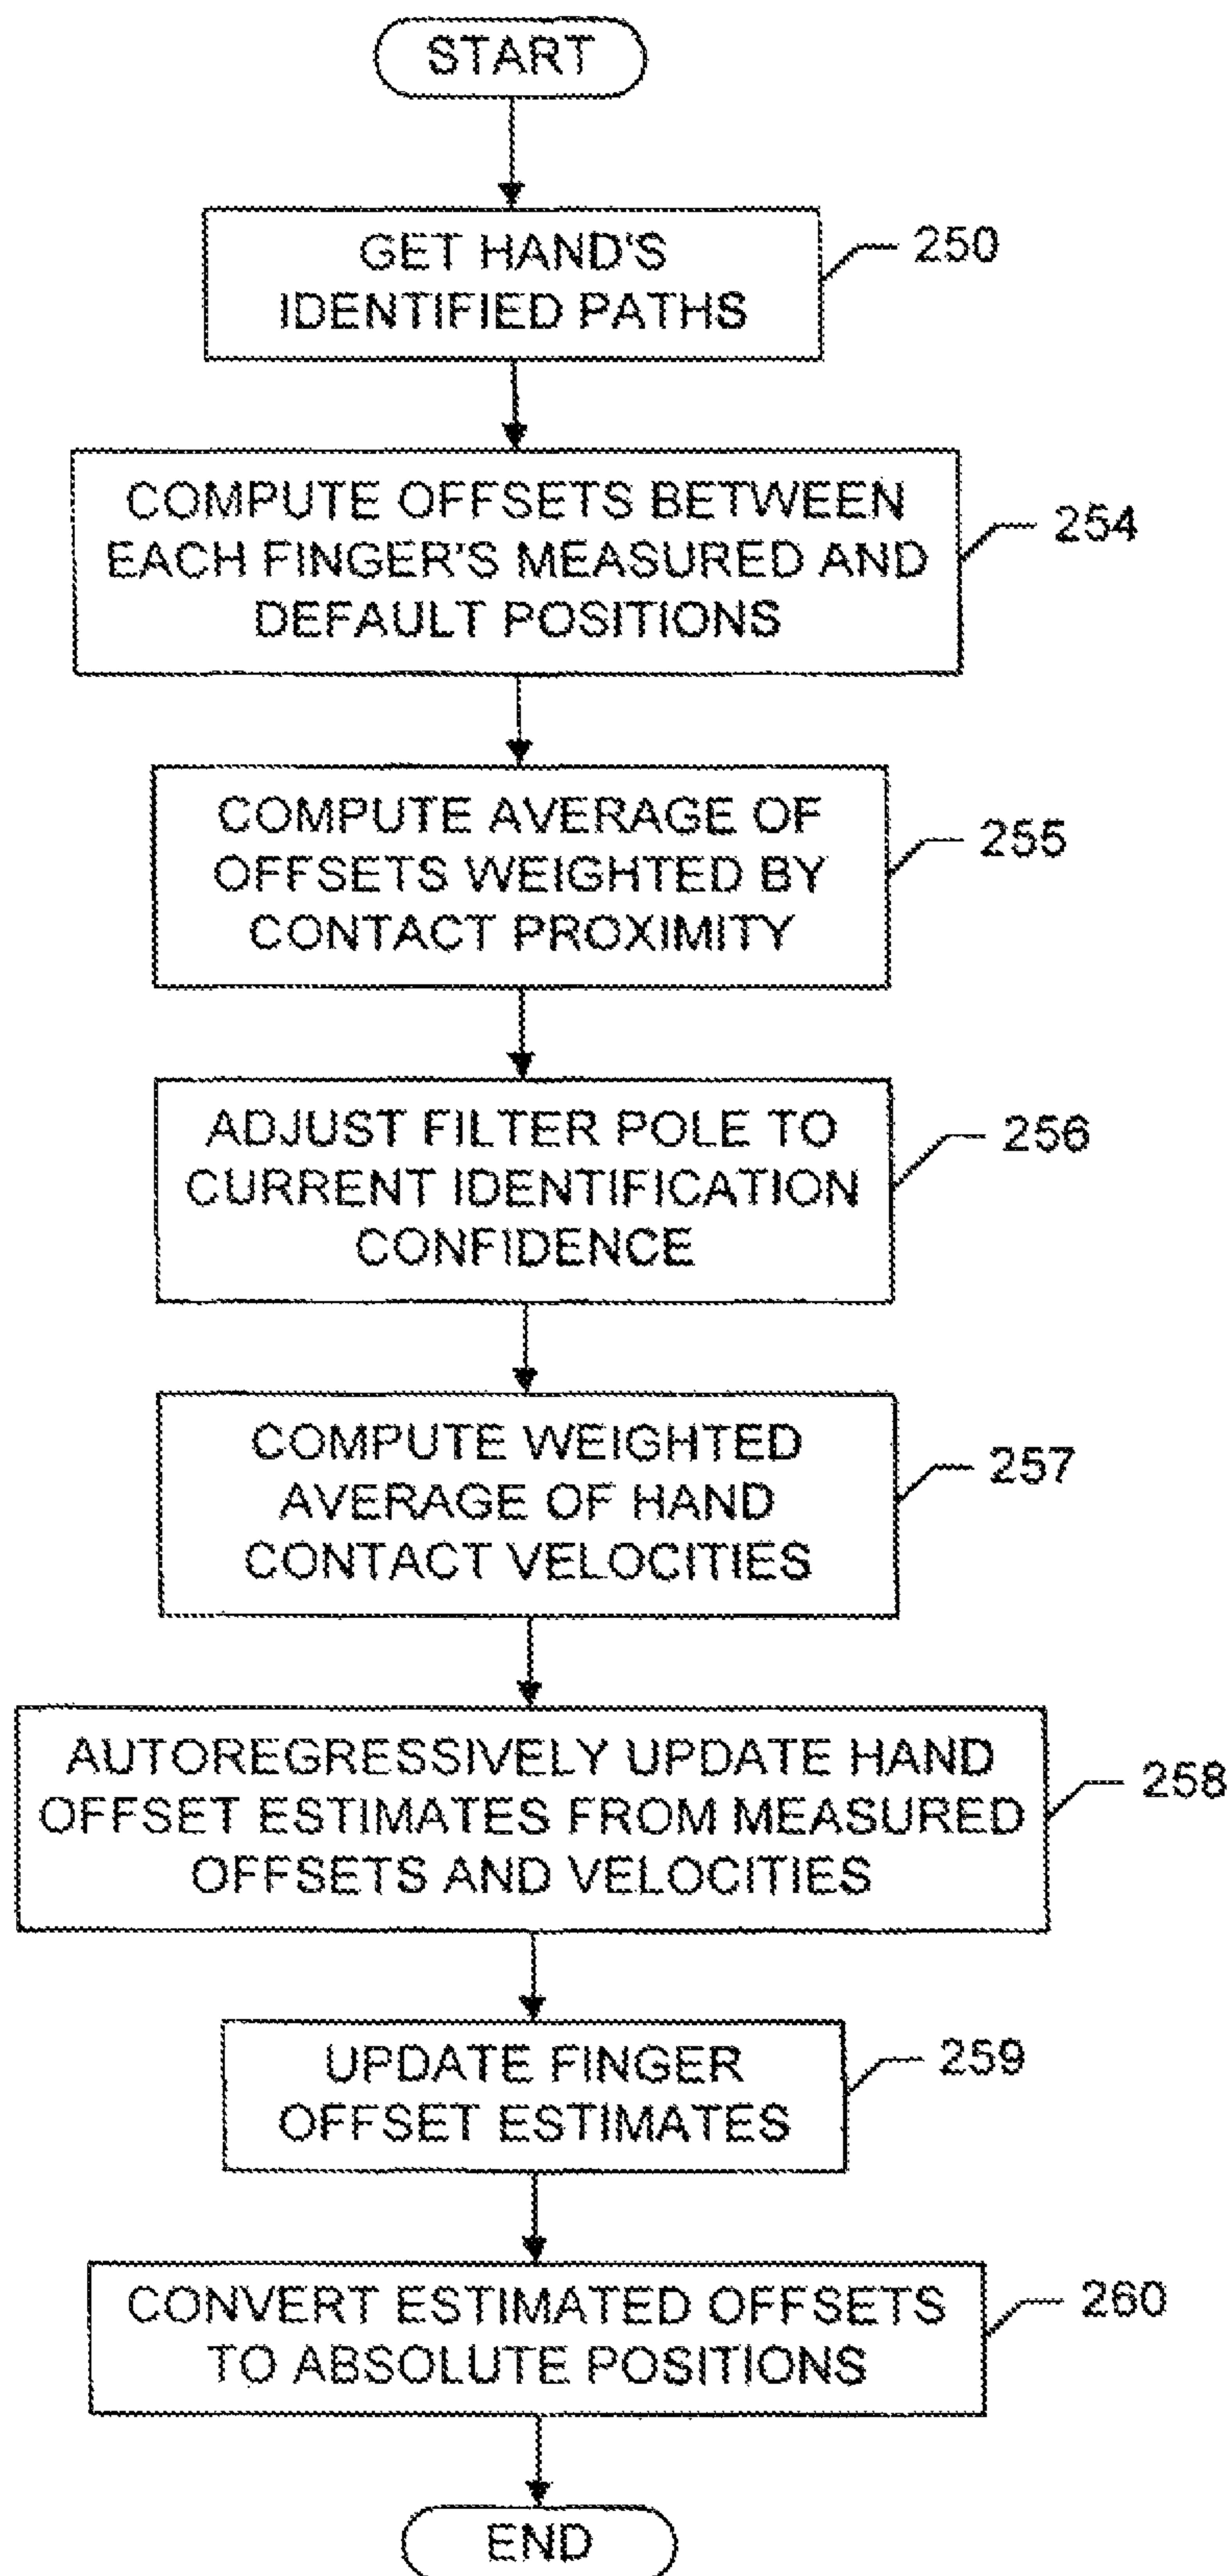 START
GET HAND'S
IDENTIFIED PATHS
250
COMPUTE OFFSETS BETWEEN
EACH FINGER'S MEASURED AND
DEFAULT POSITIONS
254
COMPUTE AVERAGE OF
OFFSETS WEIGHTED BY
CONTACT PROXIMITY
255
ADJUST FILTER POLE TO
CURRENT IDENTIFICATION
CONFIDENCE
256
COMPUTE WEIGHTED
AVERAGE OF HAND
CONTACT VELOCITIES
257
AUTOREGRESSIVELY UPDATE HAND
OFFSET ESTIMATES FROM MEASURED
OFFSETS AND VELOCITIES
258
UPDATE FINGER
OFFSET ESTIMATES
259
CONVERT ESTIMATED OFFSETS
TO ABSOLUTE POSITIONS
260
END